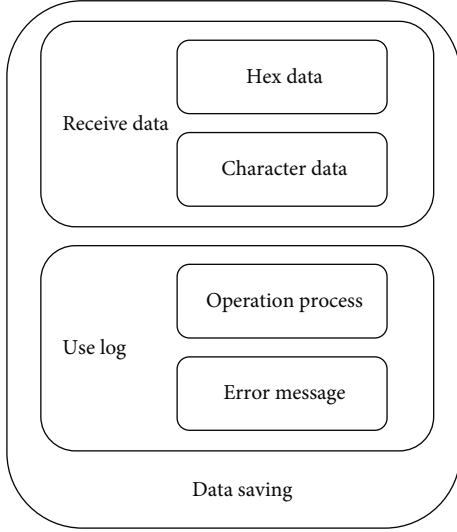 Hex data
Receive data
Character data
Operation process
Use log
Error message
Data saving